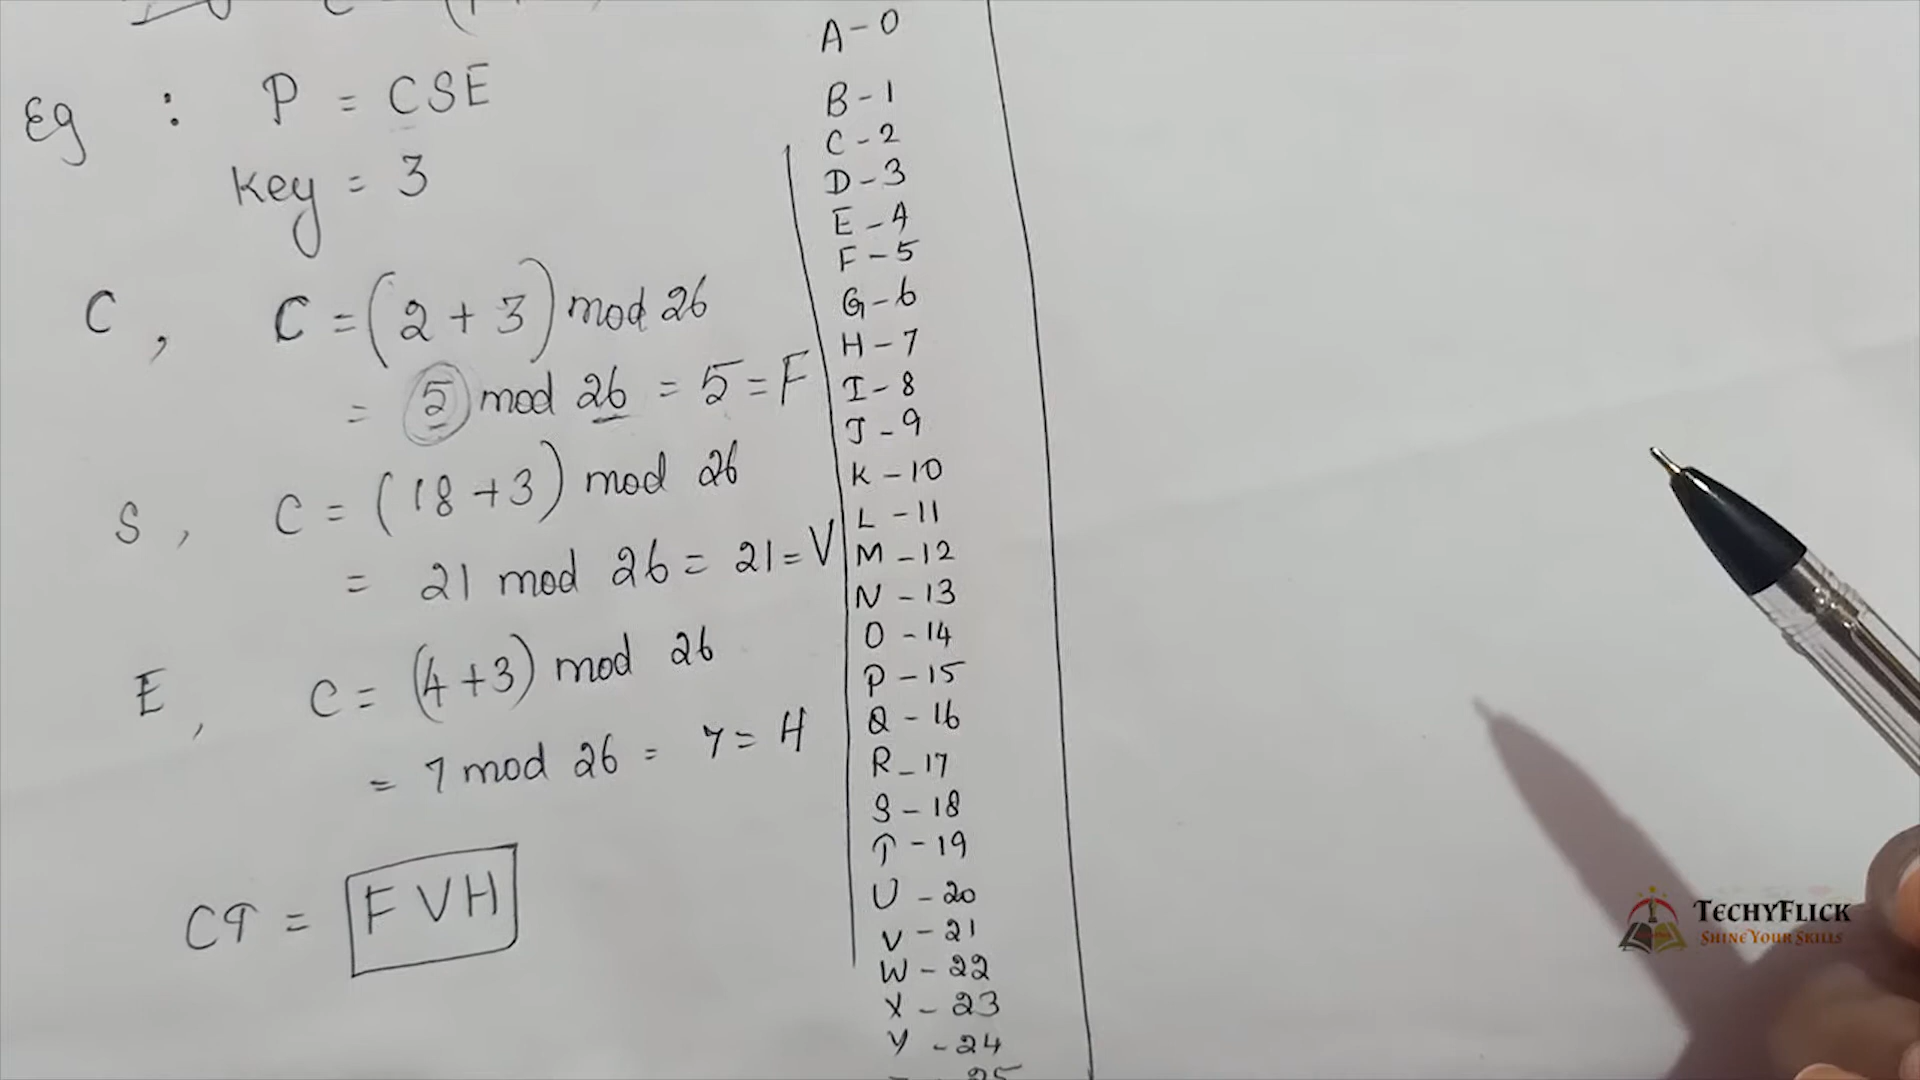 Eg : P = CSE
Key = 3
C, C = (2 + 3) mod 26
= 5 mod 26 = 5 = F
S, C = (18 + 3) mod 26
= 21 mod 26 = 21 = V
E, C = (4 + 3) mod 26
= 7 mod 26 = 7 = H
CT = FVH
A - 0
B - 1
C - 2
D - 3
E - 4
F - 5
G - 6
H - 7
I - 8
J - 9
K - 10
L - 11
M - 12
N - 13
O - 14
P - 15
Q - 16
R - 17
S - 18
T - 19
U - 20
V - 21
W - 22
X - 23
Y - 24
25
TECHYFLICK
SHINE YOUR SKILLS